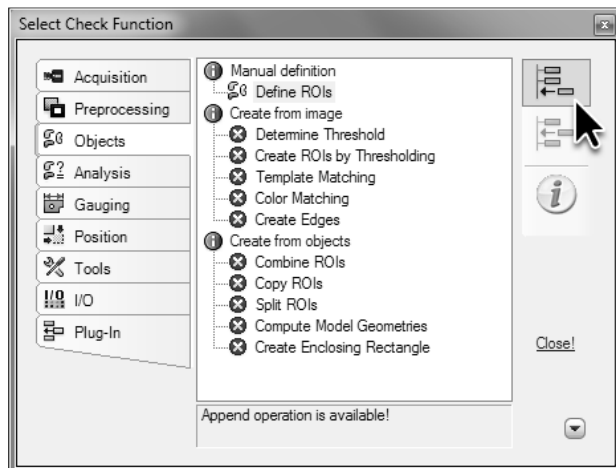 Select Check Function
Acquisition
Preprocessing
Objects
Analysis
Gauging
Position
Tools
I/O
Plug-In
Manual definition
Define ROIs
Create from image
Detemine Threshold
Create ROIs by Thresholding
Template Matching
Color Matching
Create Edges
Create from objects
Combine ROIs
Copy ROIs
Split ROIs
Compute Model Geometries
Create Enclosing Rectangle
Append operation is available!
Close!